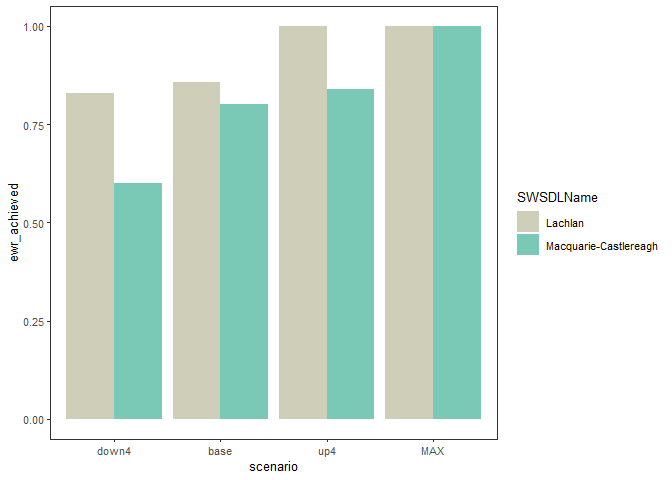 1.00
0.75
0.50
0.25
0.00
ewr_achieved
down4
base
up4
MAX
scenario
SWSDLName
Lachlan
Macquarie-Castlereagh